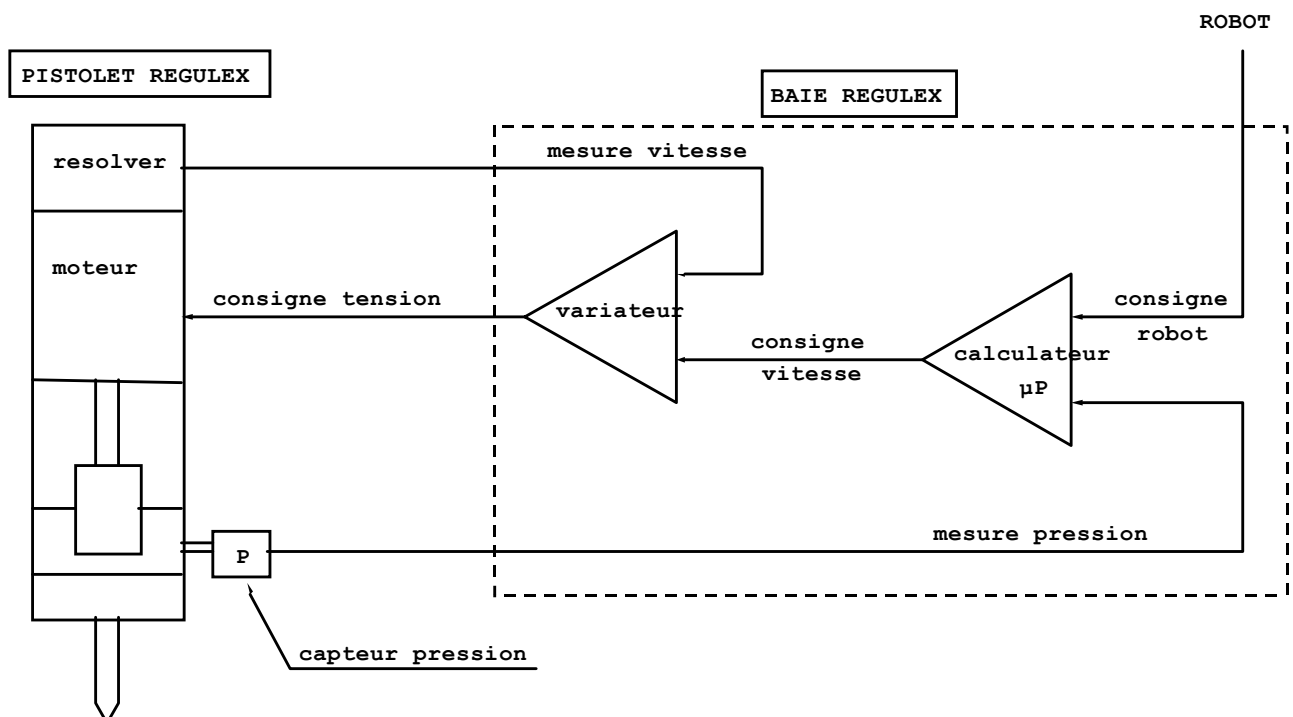 ROBOT
PISTOLET REGULEX
BAIE REGULEX
resolver
mesure vitesse
moteur
consigne tension
variateur
consigne
vitesse
consigne
robot
calculateur
µP
mesure pression
P
capteur pression